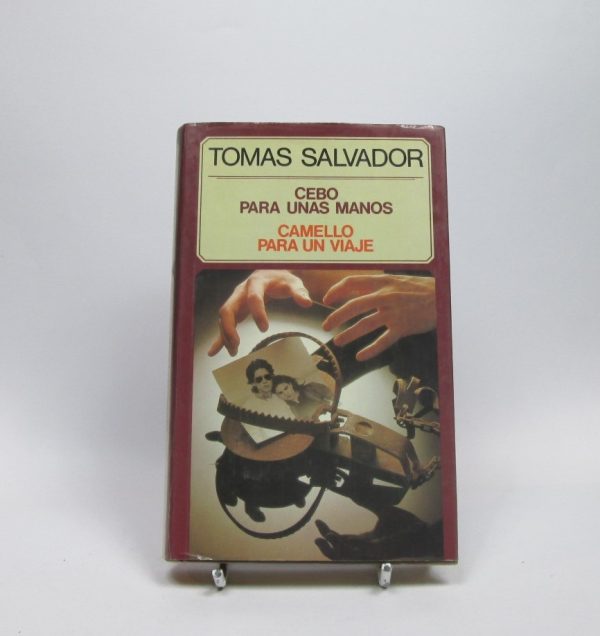 TOMAS SALVADOR
CEBO
PARA UNAS MANOS
CAMELLO
PARA UN VIAJE